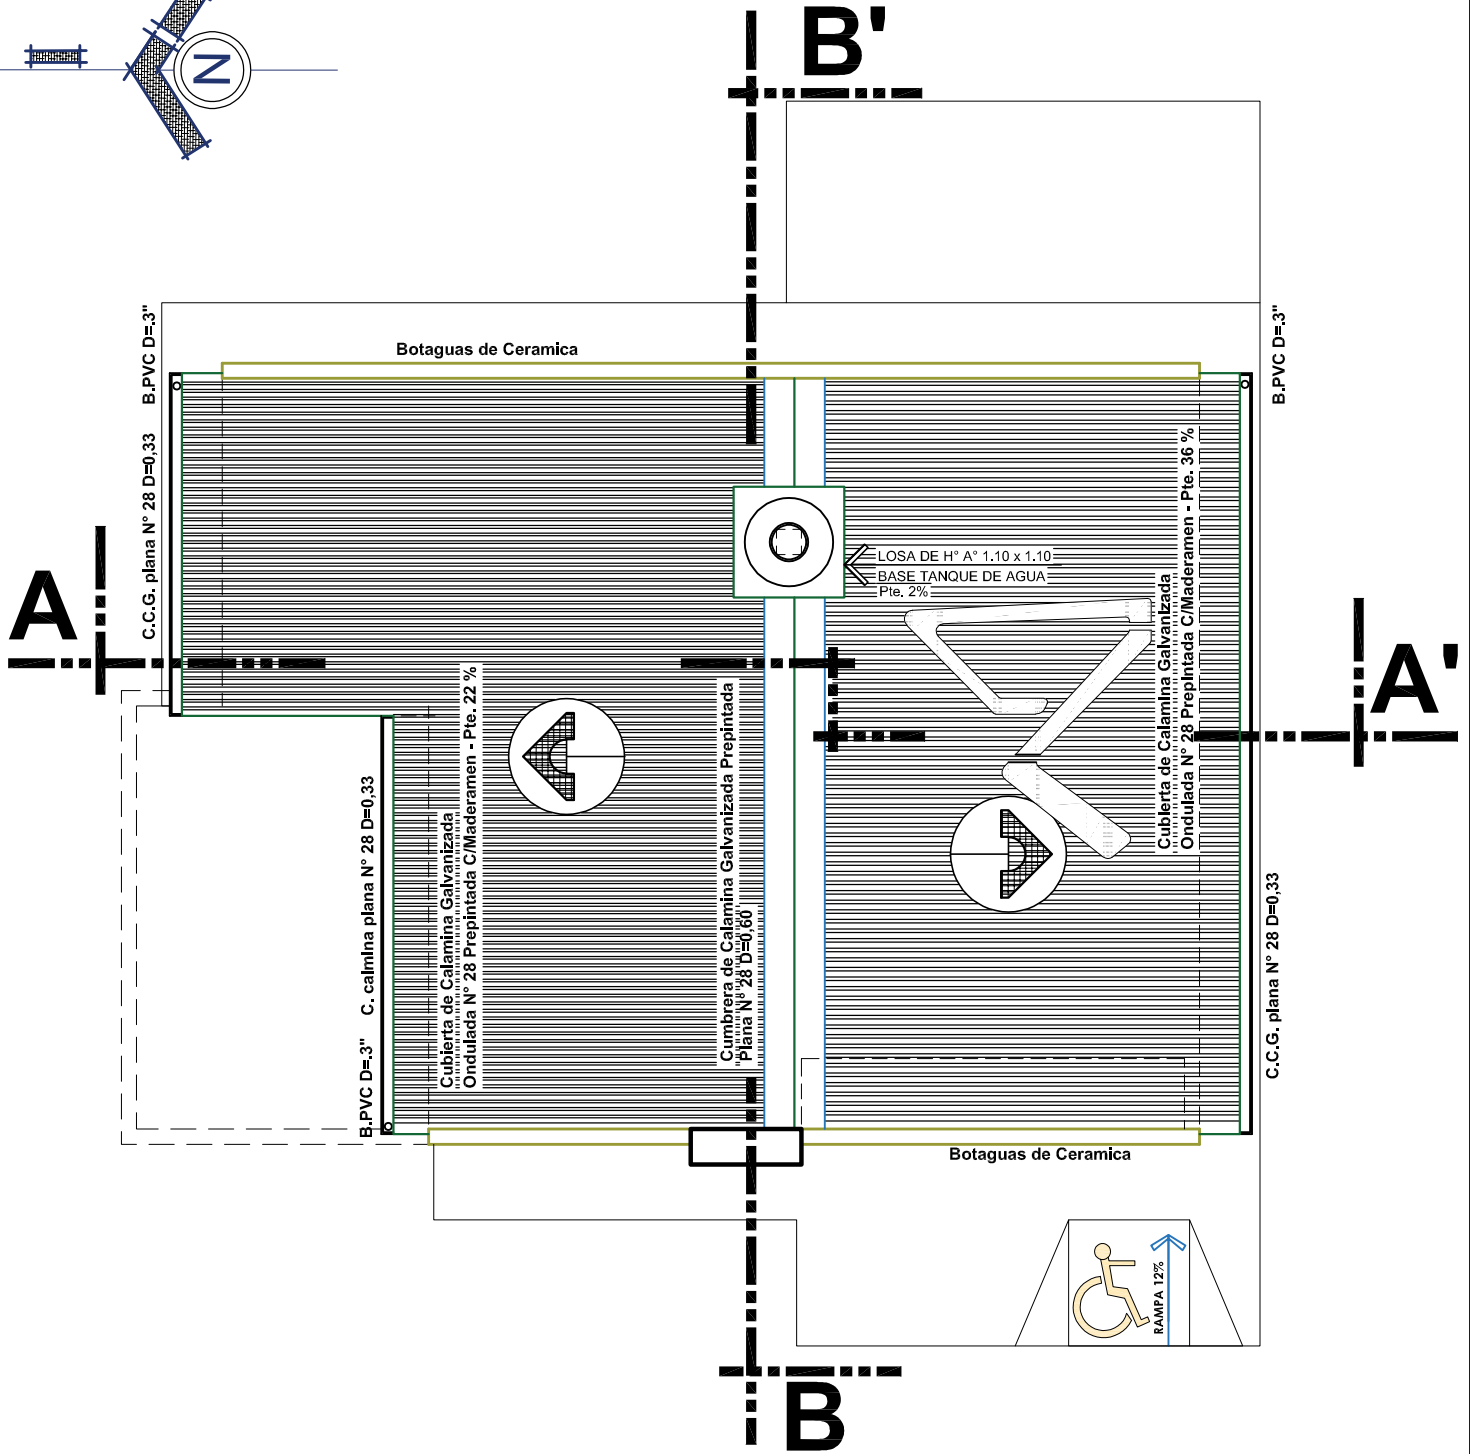 B'
N
Botaguas de Ceramica
B.PVC D=.3"
C.C.G. plana N° 28 D=0,33
B.PVC D=.3"
A
LOSA DE H° A° 1.10 x 1.10
BASE TANQUE DE AGUA
Pte. 2%
Cubierta de Calamina Galvanizada
Ondulada N° 28 Prepintada C/Maderamen - Pte. 36 %
A'
Cubierta de Calamina Galvanizada
Ondulada N° 28 Prepintada C/Maderamen - Pte. 22 %
Cumbrera de Calamina Galvanizada Prepintada
Plana N° 28 D=0,60
C. calmina plana N° 28 D=0,33
B.PVC D=.3"
C.C.G. plana N° 28 D=0,33
Botaguas de Ceramica
RAMPA 12%
B